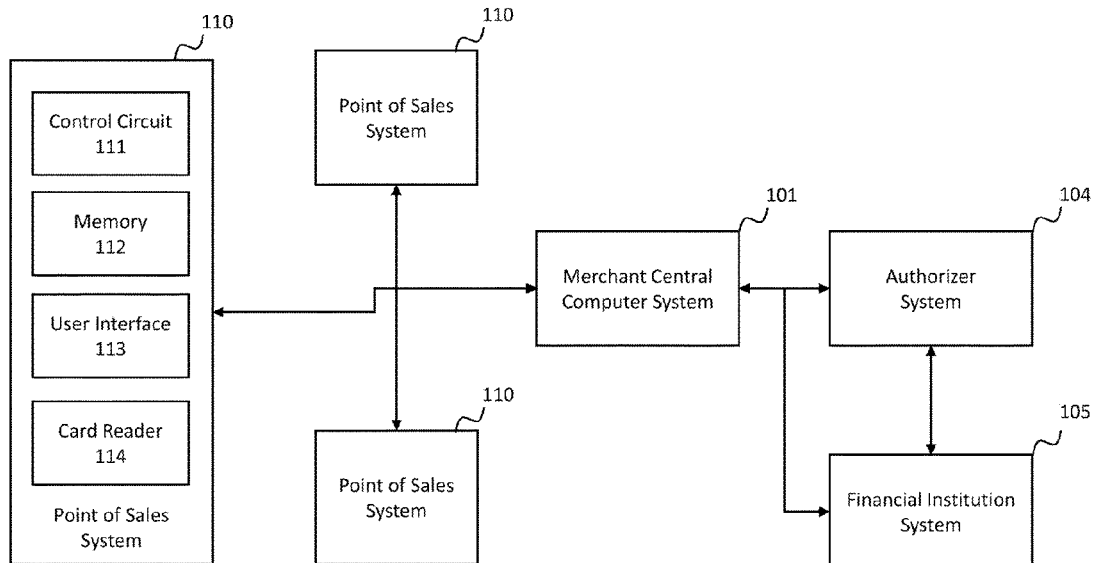 110
Control Circuit
111
Memory
112
User Interface
113
Card Reader
114
Point of Sales
System
110
Point of Sales
System
110
Point of Sales
System
101
Merchant Central
Computer System
104
Authorizer
System
105
Financial Institution
System